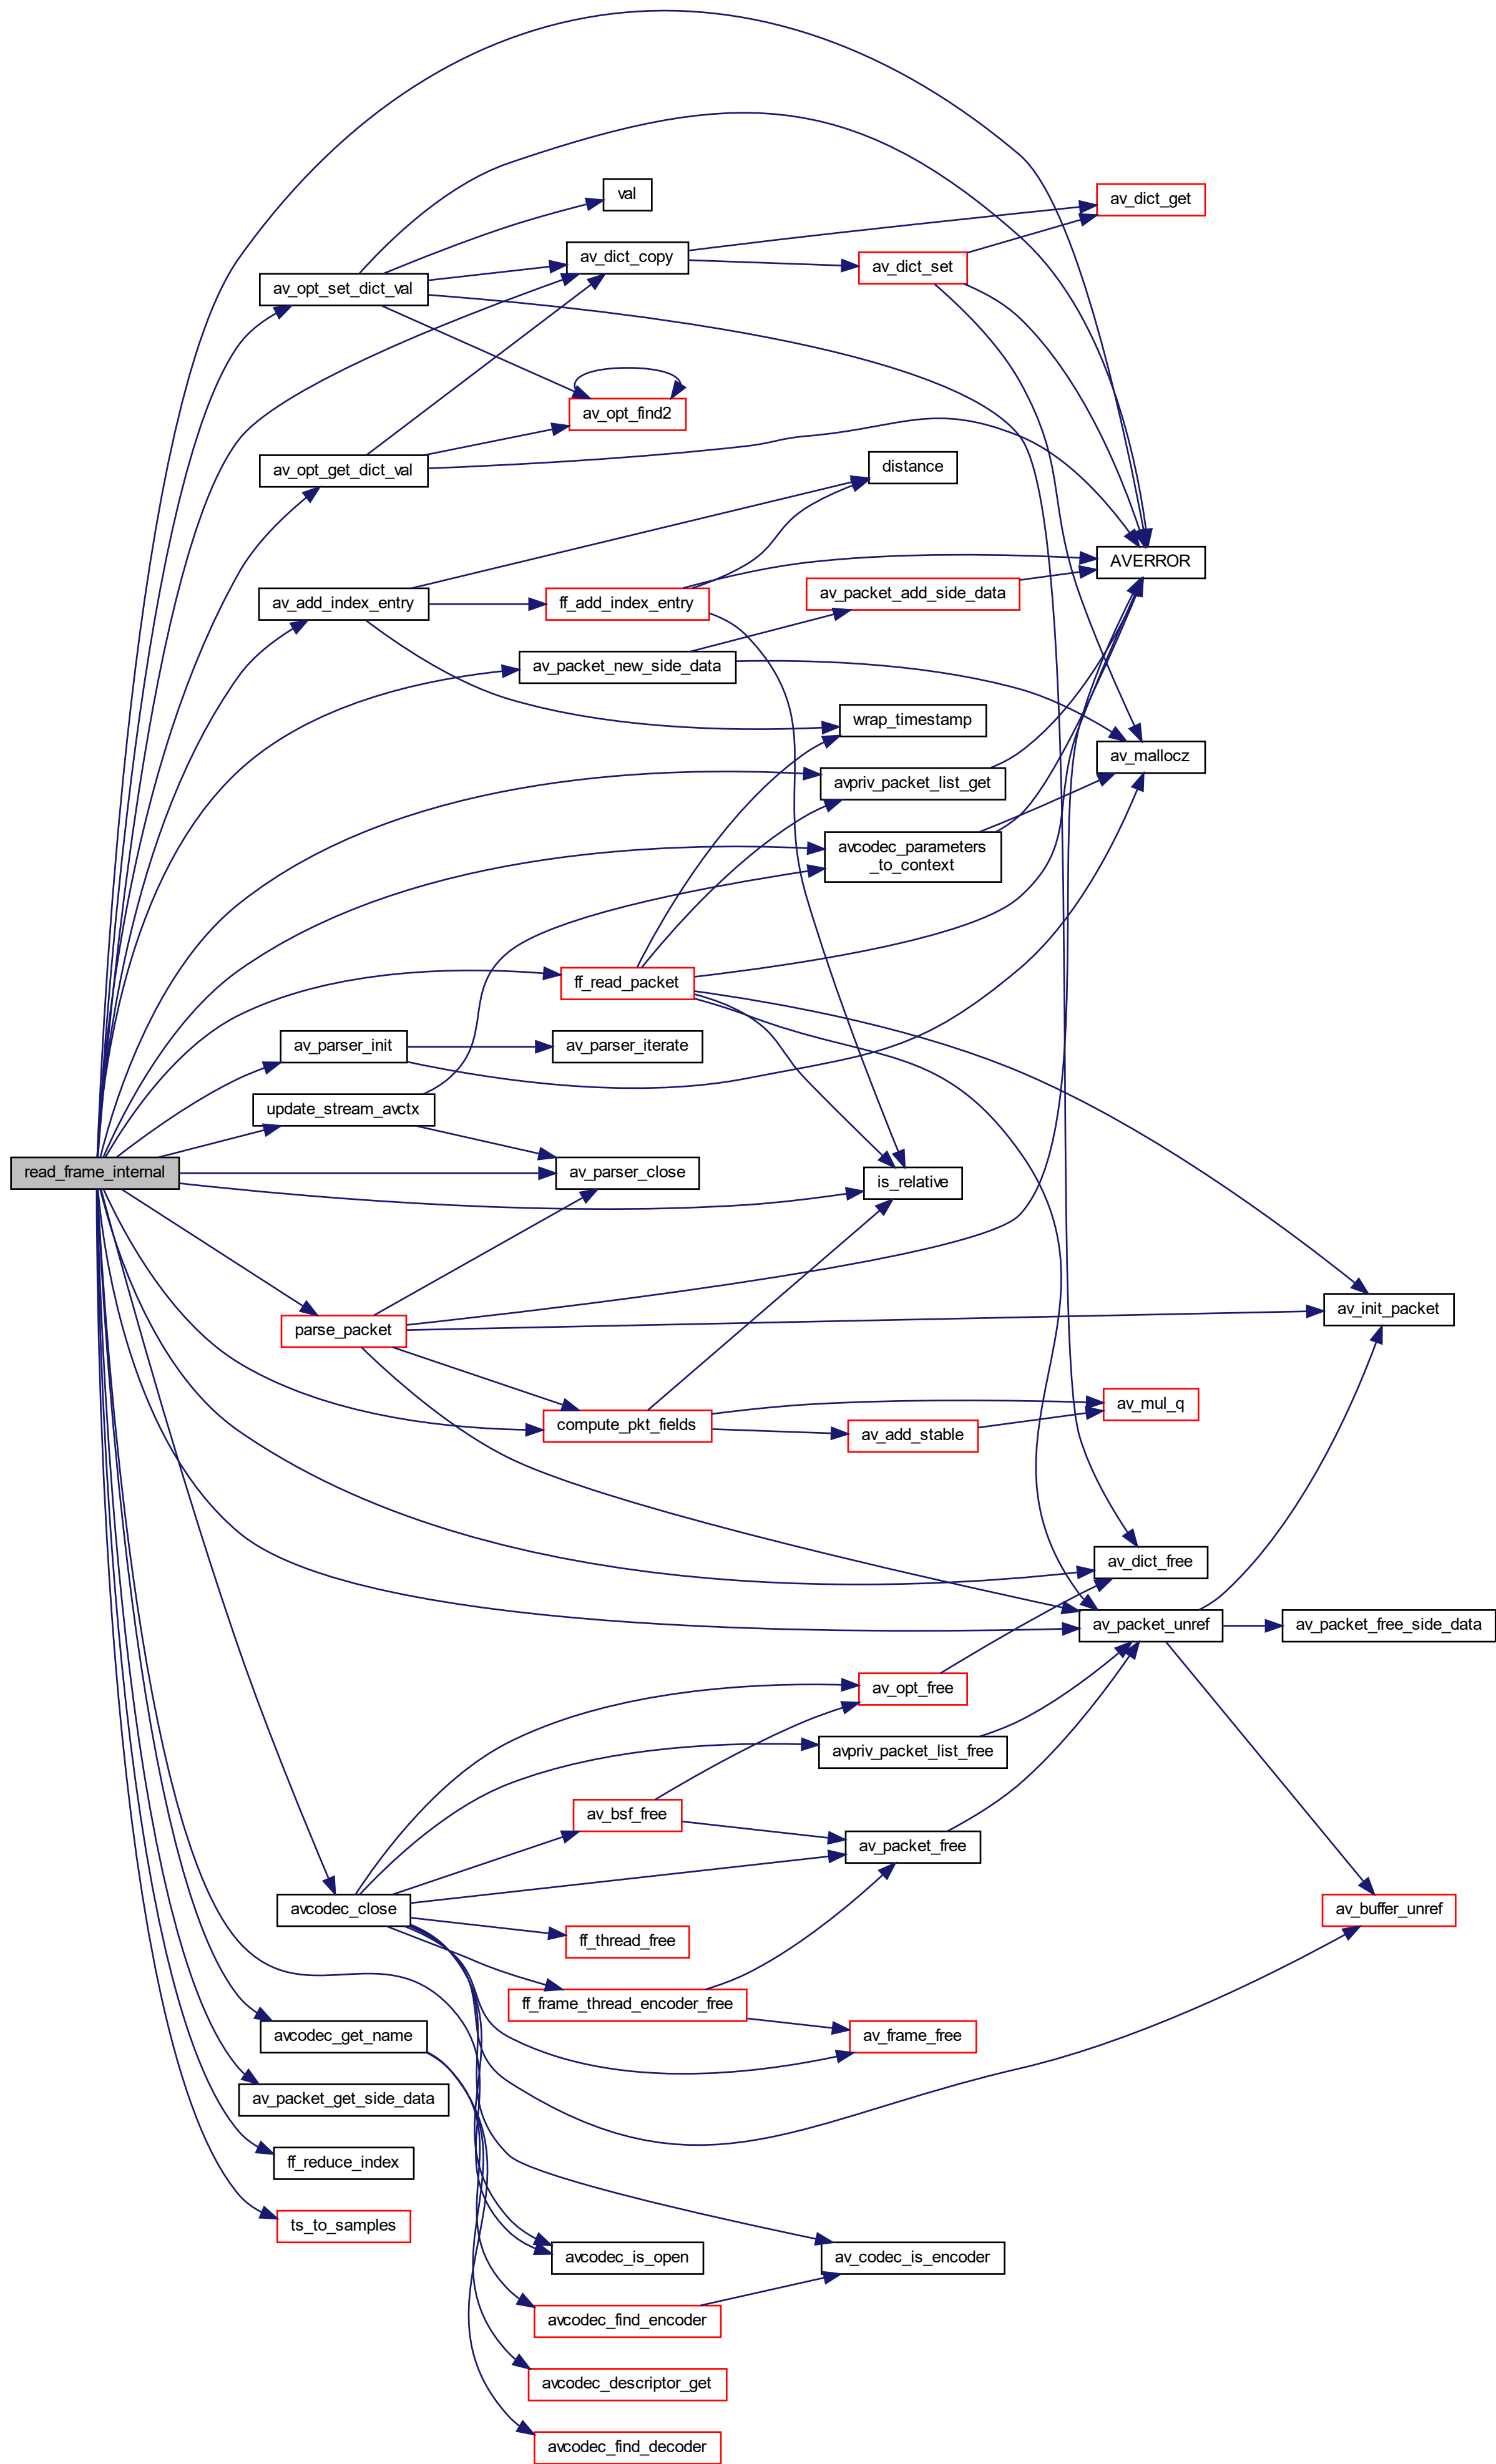 val
av_dict_get
av_dict_copy
av_dict_set
av_opt_set_dict_val
av_opt_find2
distance
av_opt_get_dict_val
AVERROR
av_packet_add_side_data
av_add_index_entry
ff_add_index_entry
av_packet_new_side_data
wrap_timestamp
av_mallocz
avpriv_packet_list_get
avcodec_parameters
_to_context
ff_read_packet
av_parser_init
av_parser_iterate
update_stream_avctx
read_frame_internal
av_parser_close
is_relative
av_init_packet
parse_packet
av_mul_q
compute_pkt_fields
av_add_stable
av_dict_free
av_packet_unref
av_packet_free_side_data
av_opt_free
avpriv_packet_list_free
av_bsf_free
av_packet_free
avcodec_close
av_buffer_unref
ff_thread_free
ff_frame_thread_encoder_free
avcodec_get_name
av_frame_free
av_packet_get_side_data
ff_reduce_index
ts_to_samples
avcodec_is_open
av_codec_is_encoder
avcodec_find_encoder
avcodec_descriptor_get
avcodec_find_decoder